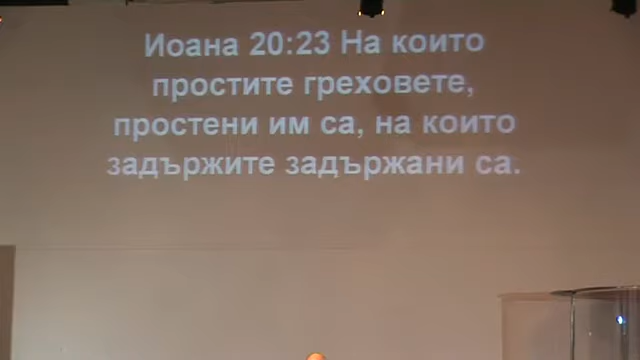 Иоана 20:23 На които
простите греховете,
простени им са, на които
задържите задържани са.